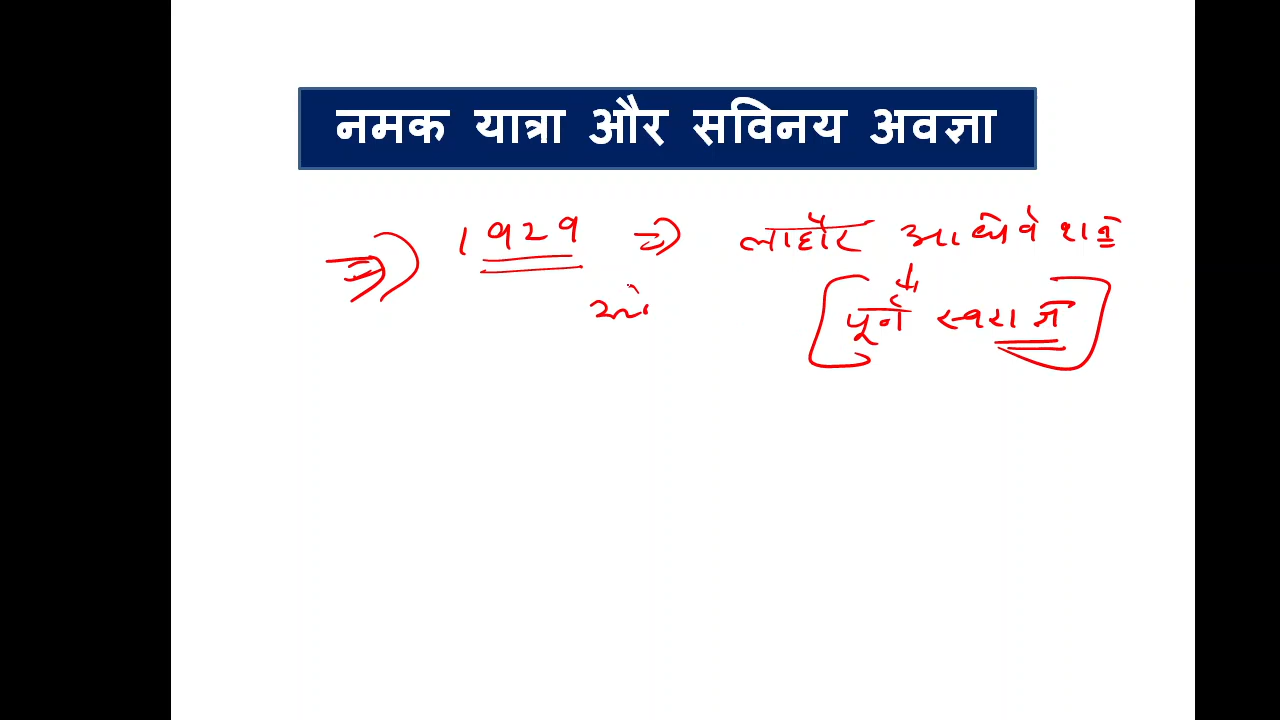 नमक यात्रा और सविनय अवज्ञा
⇒ 1929 ⇒ लाहौर अधिवेशन
पूर्ण स्वराज